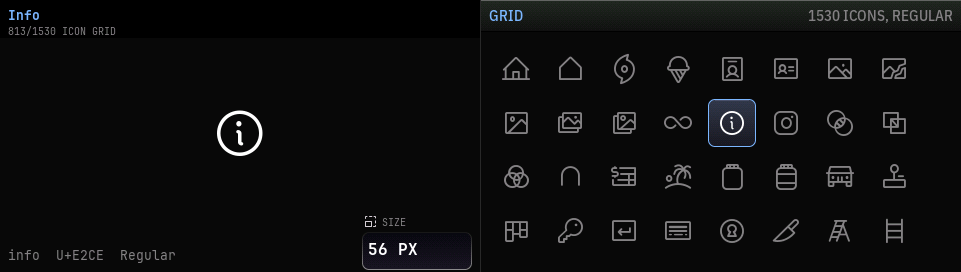 Info
813/1530 ICON GRID
SIZE
56 PX
info U+E2CE Regular
GRID
1530 ICONS, REGULAR